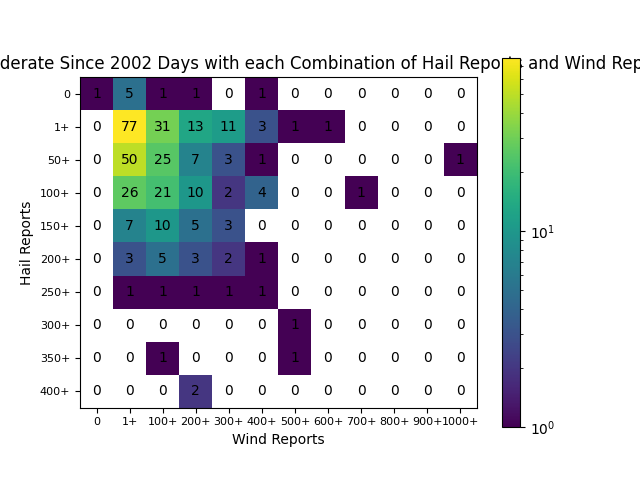 derate Since 2002 Days with each Combination of Hail Reports and Wind Rep
0 1 5 1 1 0 1 0 0 0 0 0 0
1+ 0 77 31 13 11 3 1 1 0 0 0 0
50+ 0 50 25 7 3 1 0 0 0 0 0 1
100+ 0 26 21 10 2 4 0 0 1 0 0 0
150+ 0 7 10 5 3 0 0 0 0 0 0 0
200+ 0 3 5 3 2 1 0 0 0 0 0 0
250+ 0 1 1 1 1 1 0 0 0 0 0 0
300+ 0 0 0 0 0 0 1 0 0 0 0 0
350+ 0 0 1 0 0 0 1 0 0 0 0 0
400+ 0 0 0 2 0 0 0 0 0 0 0 0
0 1+ 100+ 200+ 300+ 400+ 500+ 600+ 700+ 800+ 900+ 1000+
Wind Reports
Hail Reports
10¹
10⁰